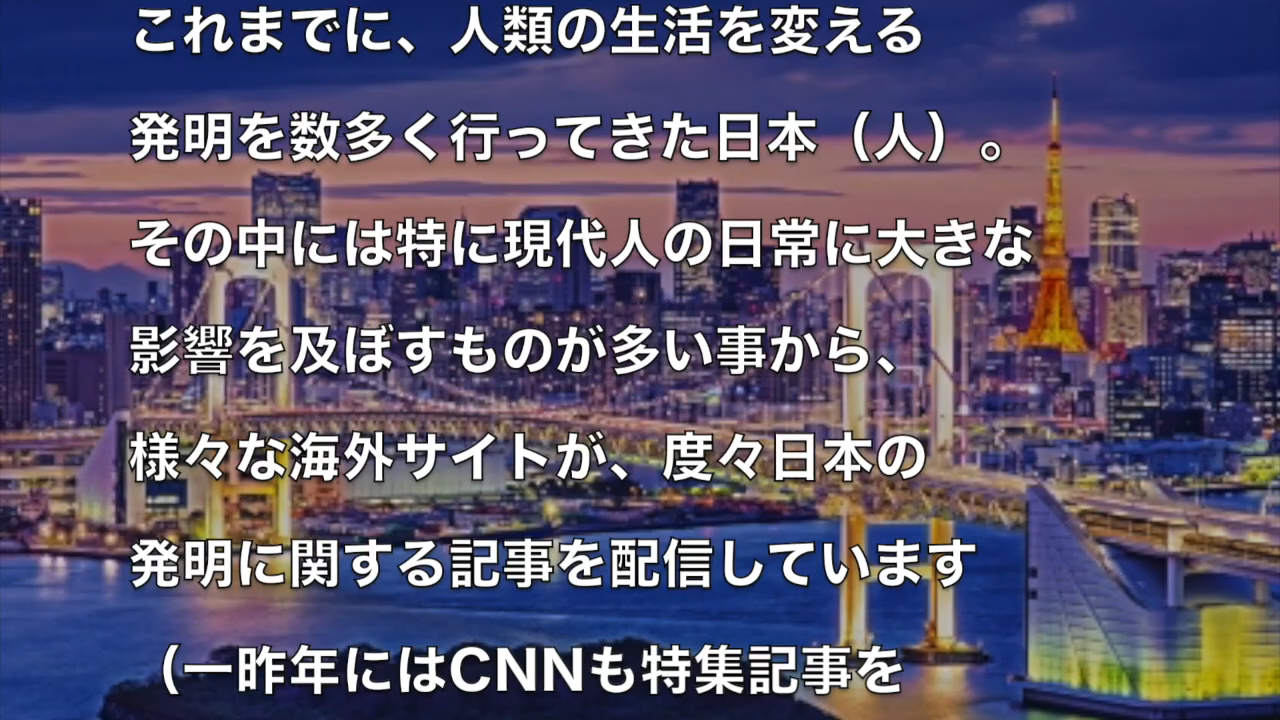 これまでに、人類の生活を変える
発明を数多く行ってきた日本（人）。
その中には特に現代人の日常に大きな
影響を及ぼすものが多い事から、
様々な海外サイトが、度々日本の
発明に関する記事を配信しています
（一昨年にはCNNも特集記事を